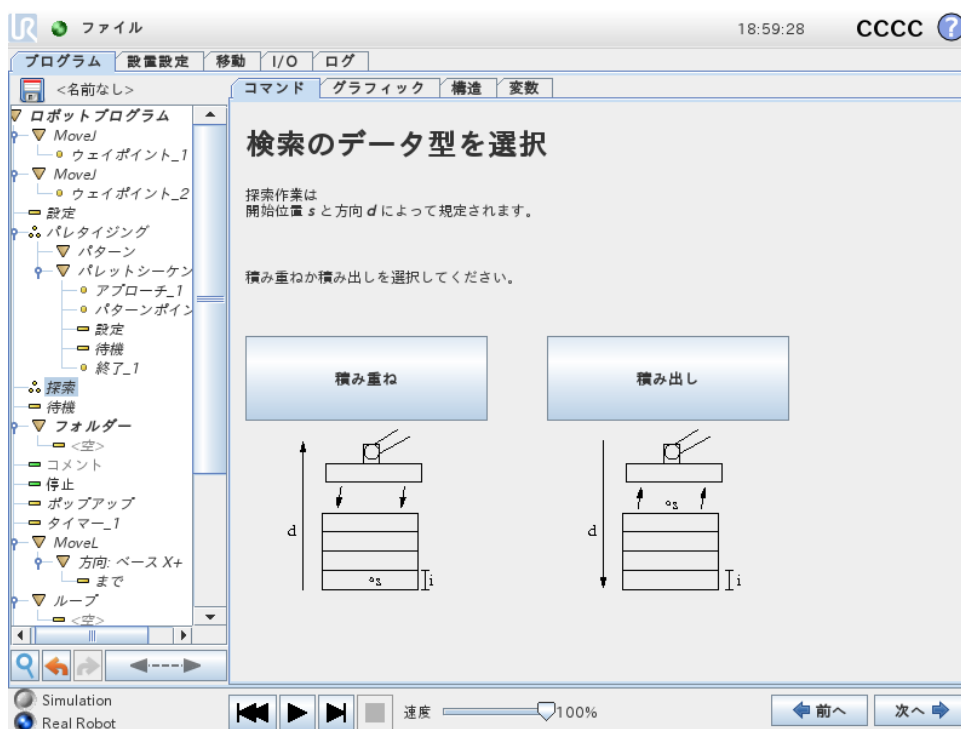 UR ファイル 18:59:28 CCCC ?
プログラム 設置設定 移動 I/O ログ
<名前なし>
コマンド グラフィック 構造 変数
ロボットプログラム
MoveJ
ウェイポイント_1
MoveJ
ウェイポイント_2
設定
パレタイジング
パターン
パレットシーケン
アプローチ_1
パターンポイン
設定
待機
終了_1
探索
待機
フォルダー
<空>
コメント
停止
ポップアップ
タイマー_1
MoveL
方向: ベース X+
まで
ループ
<空>
検索のデータ型を選択
探索作業は
開始位置 s と方向 d によって規定されます。
積み重ねか積み出しを選択してください。
積み重ね 積み出し
d s i
d s i
Simulation
Real Robot
速度 100%
前へ 次へ